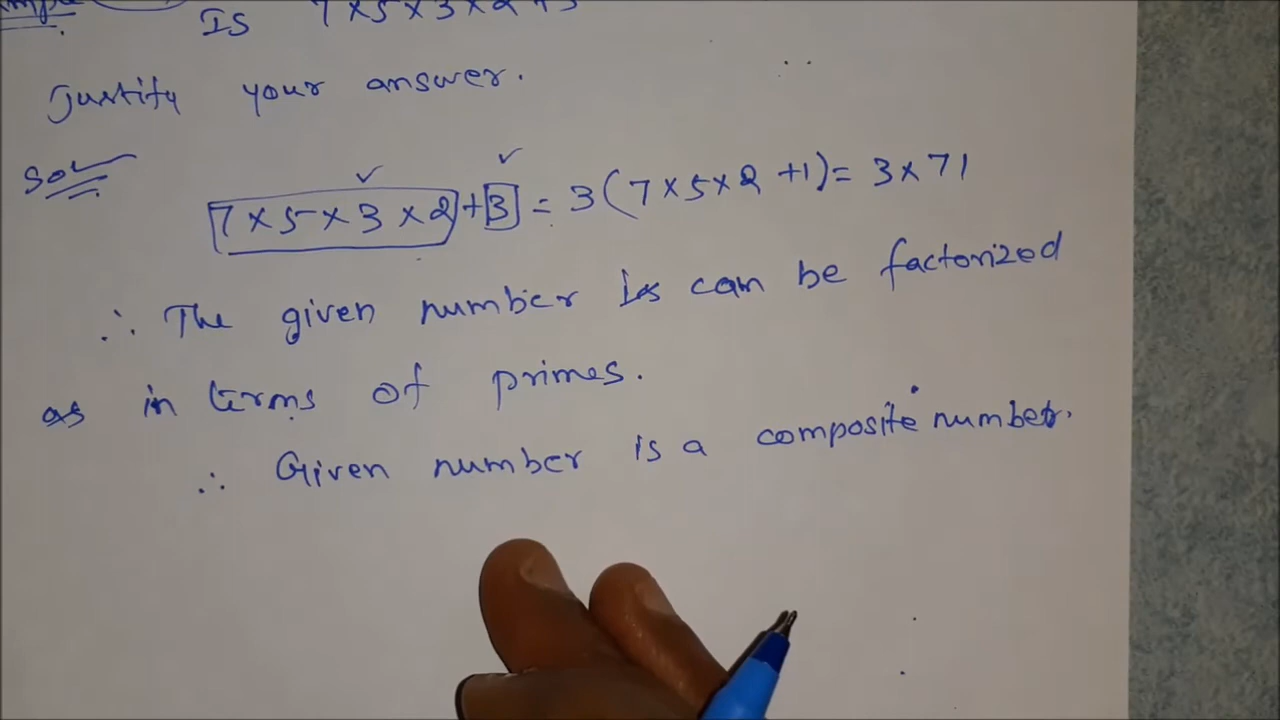 Is 7 × 5 × 3 × 2 + 3
Justify your answer.
Sol
7 × 5 × 3 × 2 + 3 = 3 ( 7 × 5 × 2 + 1 ) = 3 × 71
∴ The given number is can be factorized
as in terms of primes.
∴ Given number is a composite number.